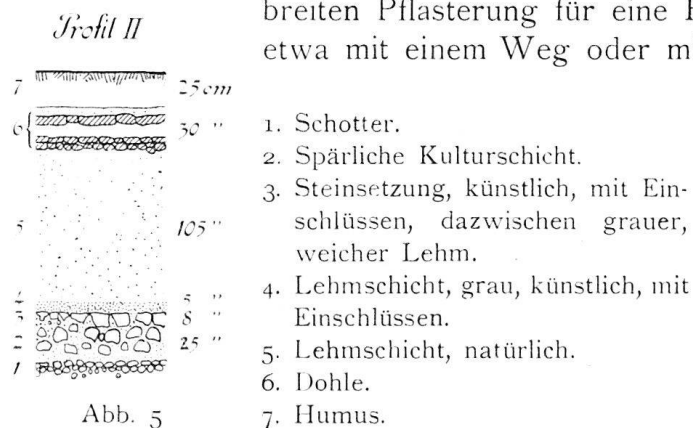 breiten Pflasterung für eine
etwa mit einem Weg oder
Profil II
7 25 cm
6 30 "
5 105 "
4 5 "
3 8 "
2 25 "
1
Abb. 5
1. Schotter.
2. Spärliche Kulturschicht.
3. Steinsetzung, künstlich, mit Ein-
schlüssen, dazwischen grauer,
weicher Lehm.
4. Lehmschicht, grau, künstlich, mit
Einschlüssen.
5. Lehmschicht, natürlich.
6. Dohle.
7. Humus.